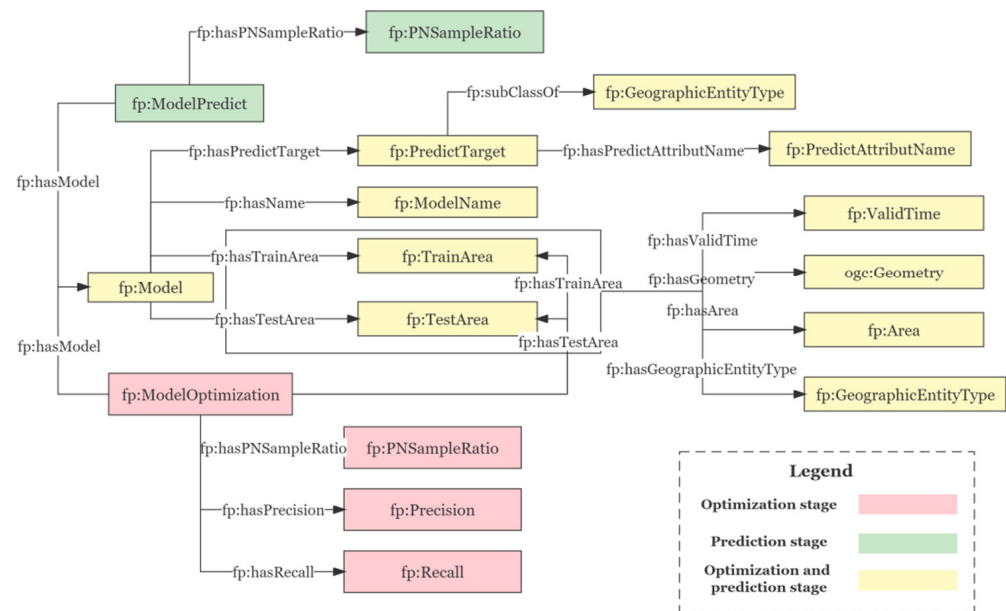 fp:hasPNSampleRatio
fp:PNSampleRatio
fp:ModelPredict
fp:subClassOf
fp:GeographicEntityType
fp:hasPredictTarget
fp:PredictTarget
fp:hasPredictAttributName
fp:PredictAttributName
fp:hasModel
fp:hasName
fp:ModelName
fp:ValidTime
fp:hasValidTime
fp:hasTrainArea
fp:TrainArea
fp:hasGeometry
ogc:Geometry
fp:Model
fp:hasTrainArea
fp:hasArea
fp:hasTestArea
fp:TestArea
fp:Area
fp:hasModel
fp:hasTestArea
fp:hasGeographicEntityType
fp:GeographicEntityType
fp:ModelOptimization
fp:hasPNSampleRatio
fp:PNSampleRatio
fp:hasPrecision
fp:Precision
fp:hasRecall
fp:Recall
Legend
Optimization stage
Prediction stage
Optimization and
prediction stage